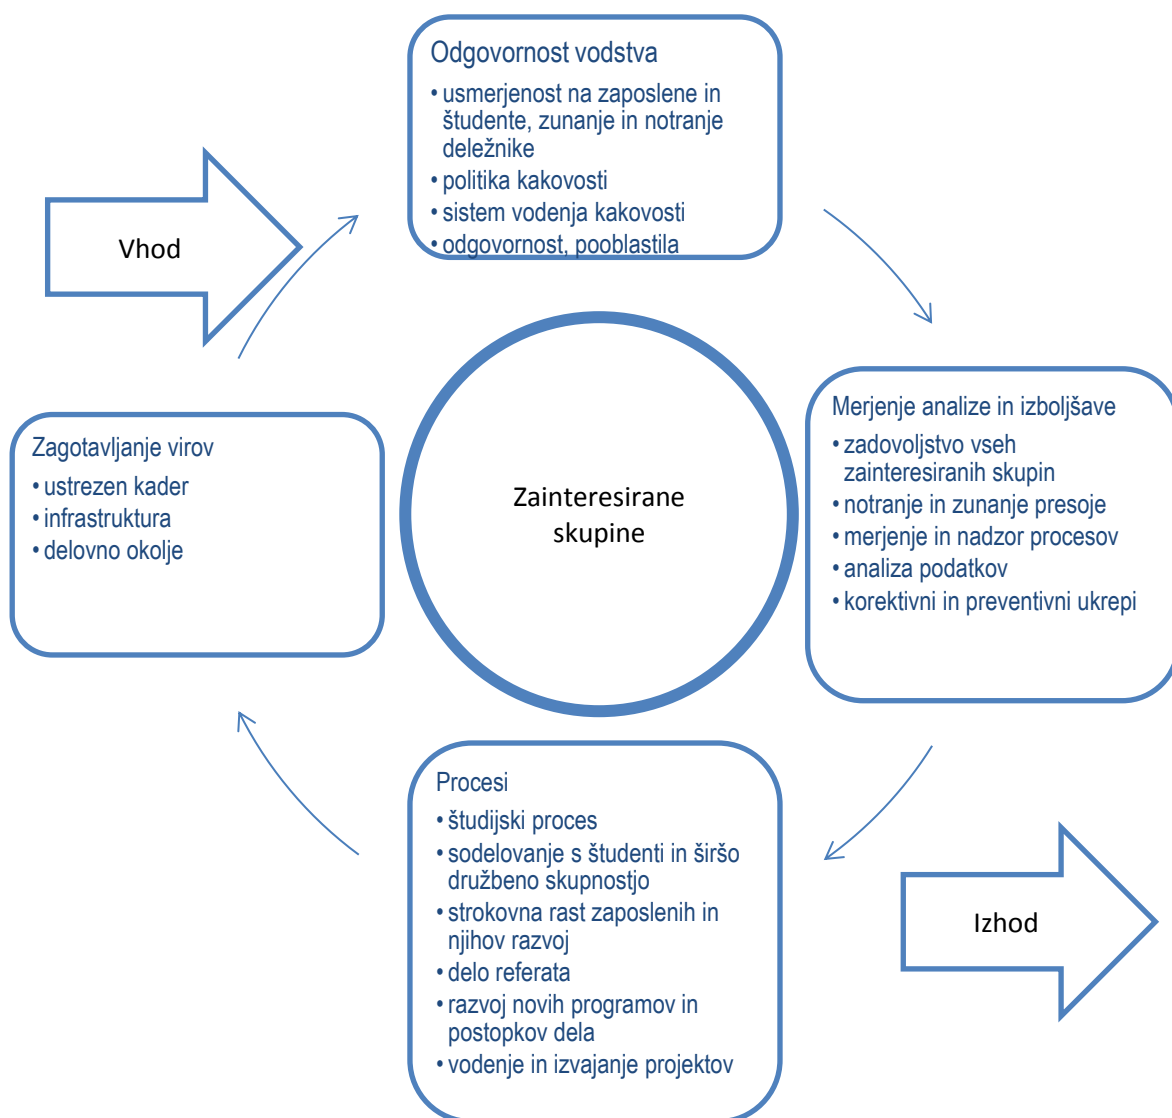 Odgovornost vodstva
• usmerjenost na zaposlene in
študente, zunanje in notranje
deležnike
• politika kakovosti
• sistem vodenja kakovosti
• odgovornost, pooblastila
Vhod
Merjenje analize in izboljšave
• zadovoljstvo vseh
zainteresiranih skupin
• notranje in zunanje presoje
• merjenje in nadzor procesov
• analiza podatkov
• korektivni in preventivni ukrepi
Zagotavljanje virov
• ustrezen kader
• infrastruktura
• delovno okolje
Zainteresirane
skupine
Procesi
• študijski proces
• sodelovanje s študenti in širšo
družbeno skupnostjo
• strokovna rast zaposlenih in
njihov razvoj
• delo referata
• razvoj novih programov in
postopkov dela
• vodenje in izvajanje projektov
Izhod